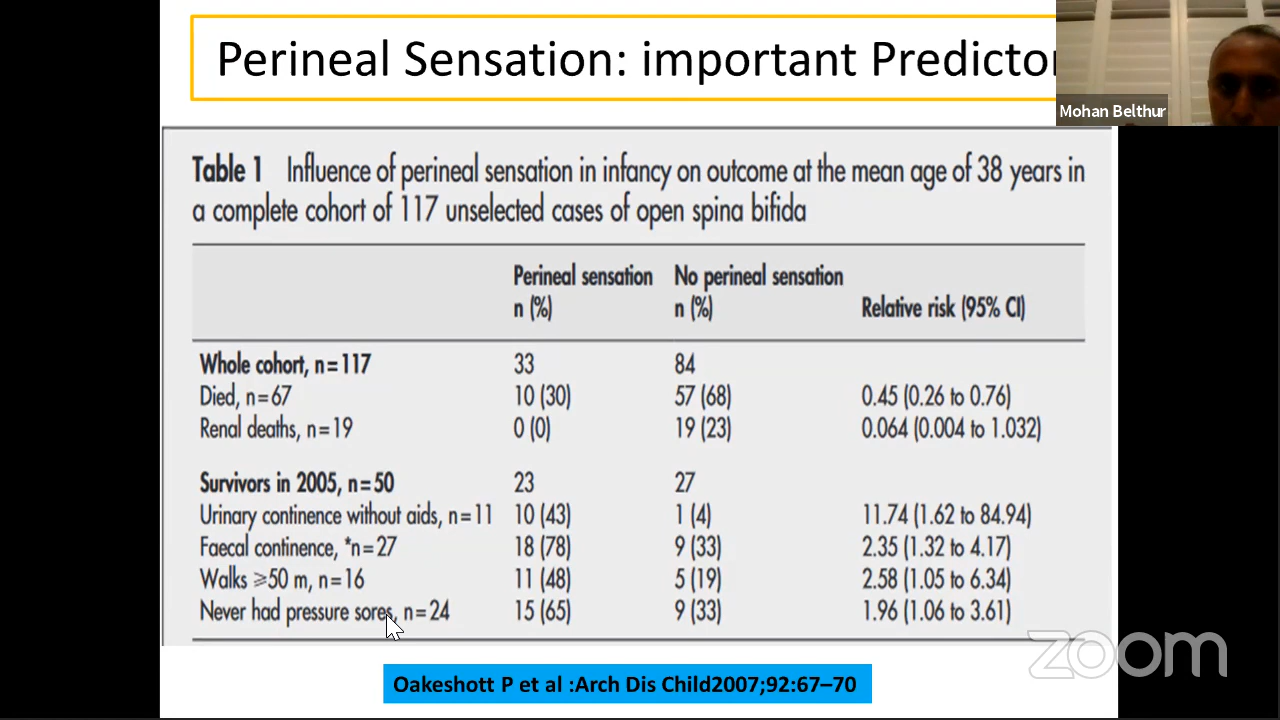 Perineal Sensation: important Predictor
Mohan Belthur
Table 1 Influence of perineal sensation in infancy on outcome at the mean age of 38 years in
a complete cohort of 117 unselected cases of open spina bifida
Perineal sensation No perineal sensation
n (%) n (%) Relative risk (95% CI)
Whole cohort, n=117 33 84
Died, n=67 10 (30) 57 (68) 0.45 (0.26 to 0.76)
Renal deaths, n=19 0 (0) 19 (23) 0.064 (0.004 to 1.032)
Survivors in 2005, n=50 23 27
Urinary continence without aids, n=11 10 (43) 1 (4) 11.74 (1.62 to 84.94)
Faecal continence, *n=27 18 (78) 9 (33) 2.35 (1.32 to 4.17)
Walks ≥50 m, n=16 11 (48) 5 (19) 2.58 (1.05 to 6.34)
Never had pressure sores, n=24 15 (65) 9 (33) 1.96 (1.06 to 3.61)
zoom
Oakeshott P et al :Arch Dis Child2007;92:67–70